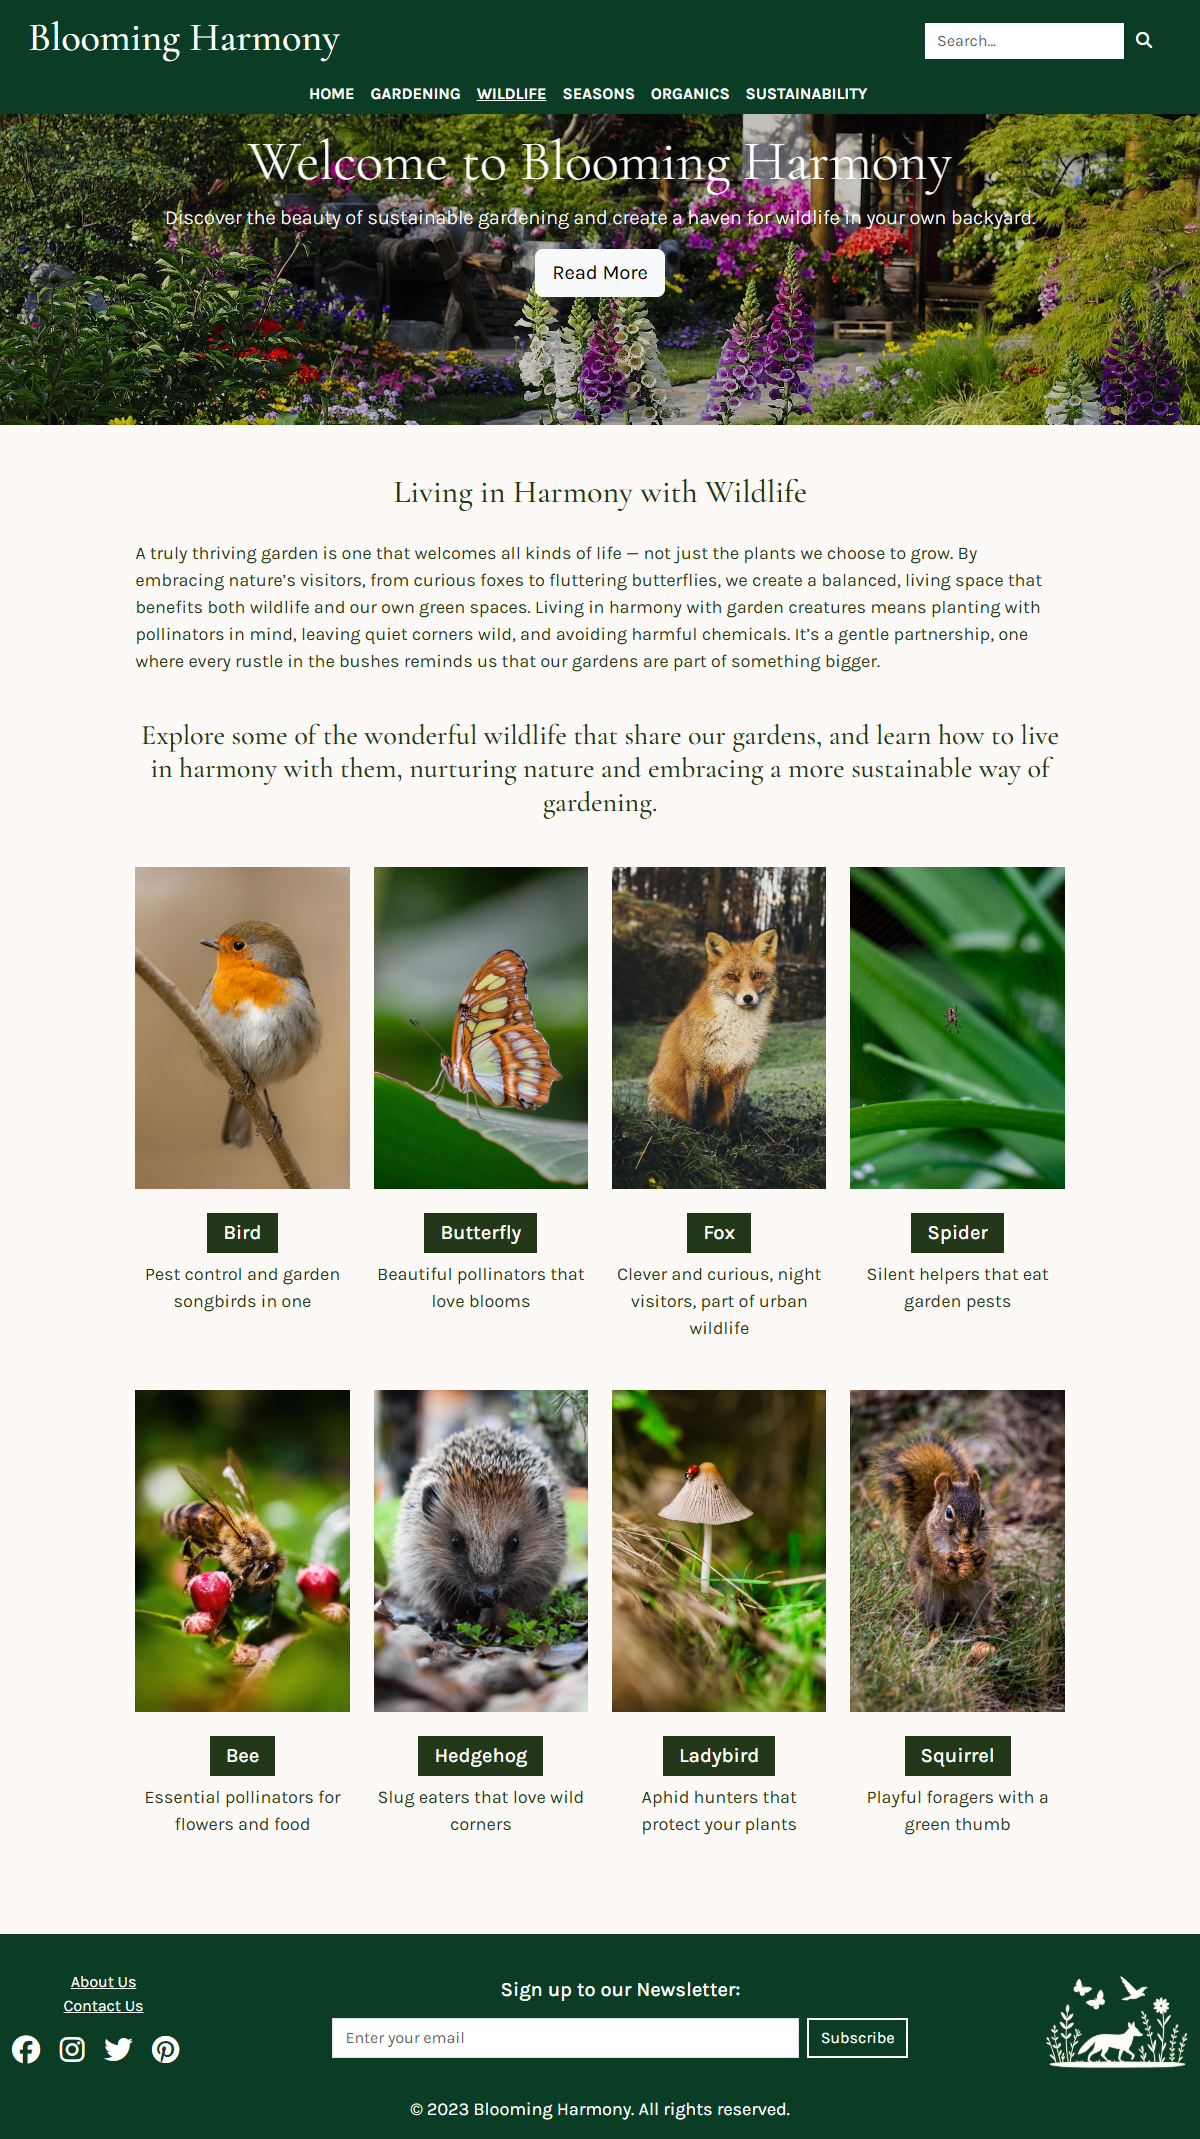 Blooming Harmony
Search...
HOME GARDENING WILDLIFE SEASONS ORGANICS SUSTAINABILITY
Welcome to Blooming Harmony
Discover the beauty of sustainable gardening and create a haven for wildlife in your own backyard.
Read More
Living in Harmony with Wildlife
A truly thriving garden is one that welcomes all kinds of life — not just the plants we choose to grow. By
embracing nature’s visitors, from curious foxes to fluttering butterflies, we create a balanced, living space that
benefits both wildlife and our own green spaces. Living in harmony with garden creatures means planting with
pollinators in mind, leaving quiet corners wild, and avoiding harmful chemicals. It’s a gentle partnership, one
where every rustle in the bushes reminds us that our gardens are part of something bigger.
Explore some of the wonderful wildlife that share our gardens, and learn how to live
in harmony with them, nurturing nature and embracing a more sustainable way of
gardening.
Bird
Pest control and garden
songbirds in one
Butterfly
Beautiful pollinators that
love blooms
Fox
Clever and curious, night
visitors, part of urban
wildlife
Spider
Silent helpers that eat
garden pests
Bee
Essential pollinators for
flowers and food
Hedgehog
Slug eaters that love wild
corners
Ladybird
Aphid hunters that
protect your plants
Squirrel
Playful foragers with a
green thumb
About Us
Contact Us
Sign up to our Newsletter:
Enter your email
Subscribe
© 2023 Blooming Harmony. All rights reserved.